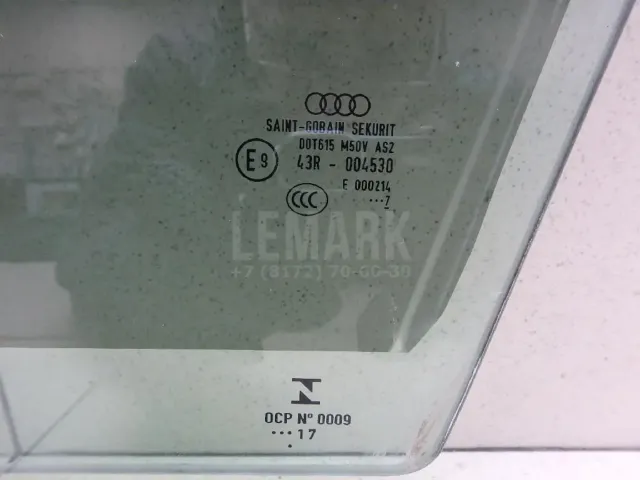 SAINT-GOBAIN SEKURIT
DOT615 M50V AS2
E9 43R - 004530
E 000214
CCC ...7
LEMARK
+7 (8172) 70-60-30
N
OCP Nº 0009
...17